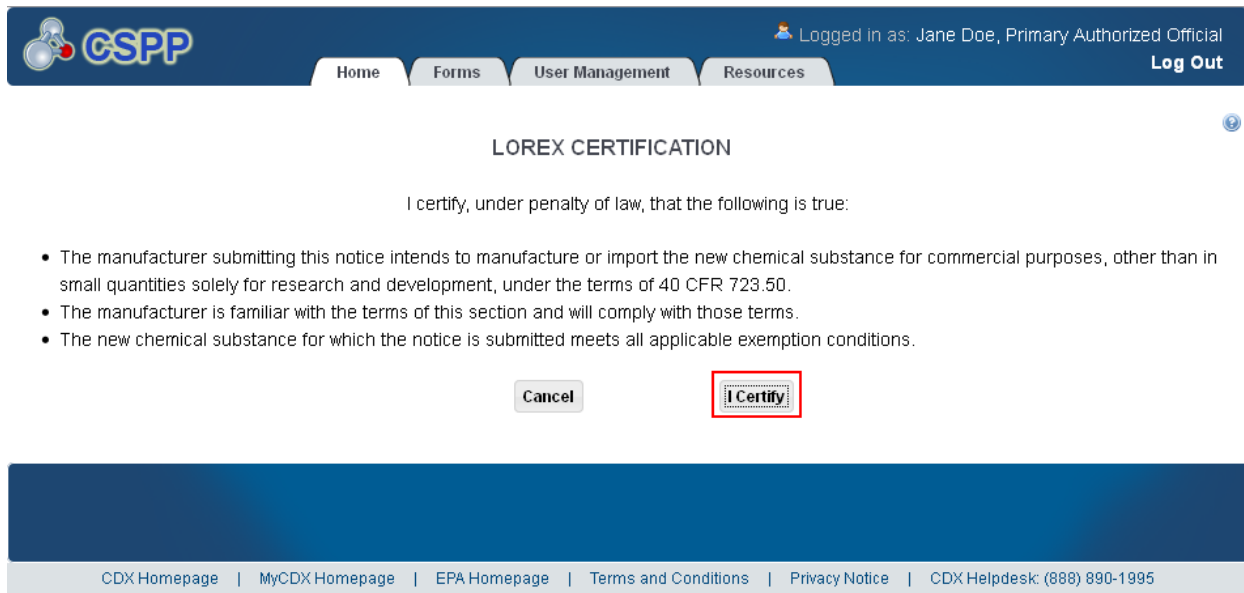 CSPP
Logged in as: Jane Doe, Primary Authorized Official
Log Out
Home Forms User Management Resources
LOREX CERTIFICATION
I certify, under penalty of law, that the following is true:
• The manufacturer submitting this notice intends to manufacture or import the new chemical substance for commercial purposes, other than in
small quantities solely for research and development, under the terms of 40 CFR 723.50.
• The manufacturer is familiar with the terms of this section and will comply with those terms.
• The new chemical substance for which the notice is submitted meets all applicable exemption conditions.
Cancel I Certify
CDX Homepage | MyCDX Homepage | EPA Homepage | Terms and Conditions | Privacy Notice | CDX Helpdesk: (888) 890-1995